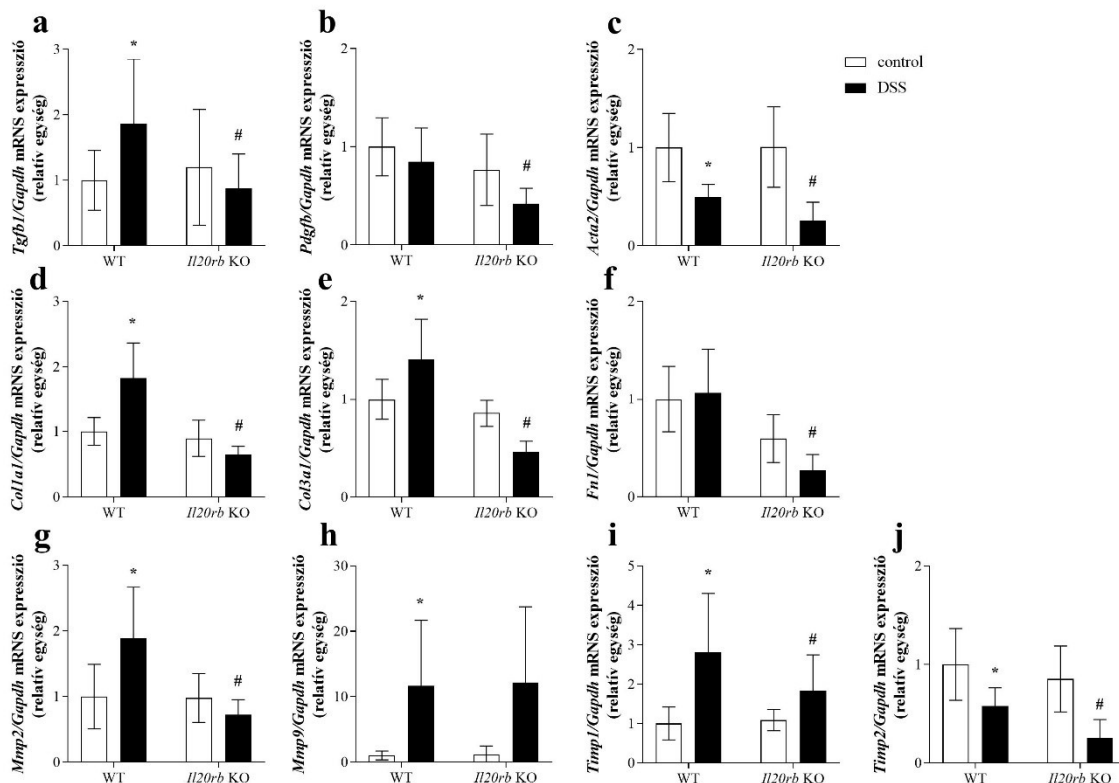 a
Tgfb1/Gapdh mRNS expresszió
(relatív egység)
3
2
1
0
*
#
WT
Il20rb KO
b
Pdgfb/Gapdh mRNS expresszió
(relatív egység)
2
1
0
#
WT
Il20rb KO
c
Acta2/Gapdh mRNS expresszió
(relatív egység)
2
1
0
*
#
WT
Il20rb KO
control
DSS
d
Col1a1/Gapdh mRNS expresszió
(relatív egység)
3
2
1
0
*
#
WT
Il20rb KO
e
Col3a1/Gapdh mRNS expresszió
(relatív egység)
2
1
0
*
#
WT
Il20rb KO
f
Fn1/Gapdh mRNS expresszió
(relatív egység)
2
1
0
#
WT
Il20rb KO
g
Mmp2/Gapdh mRNS expresszió
(relatív egység)
3
2
1
0
*
#
WT
Il20rb KO
h
Mmp9/Gapdh mRNS expresszió
(relatív egység)
30
20
10
0
*
WT
Il20rb KO
i
Timp1/Gapdh mRNS expresszió
(relatív egység)
5
4
3
2
1
0
*
#
WT
Il20rb KO
j
Timp2/Gapdh mRNS expresszió
(relatív egység)
2
1
0
*
#
WT
Il20rb KO